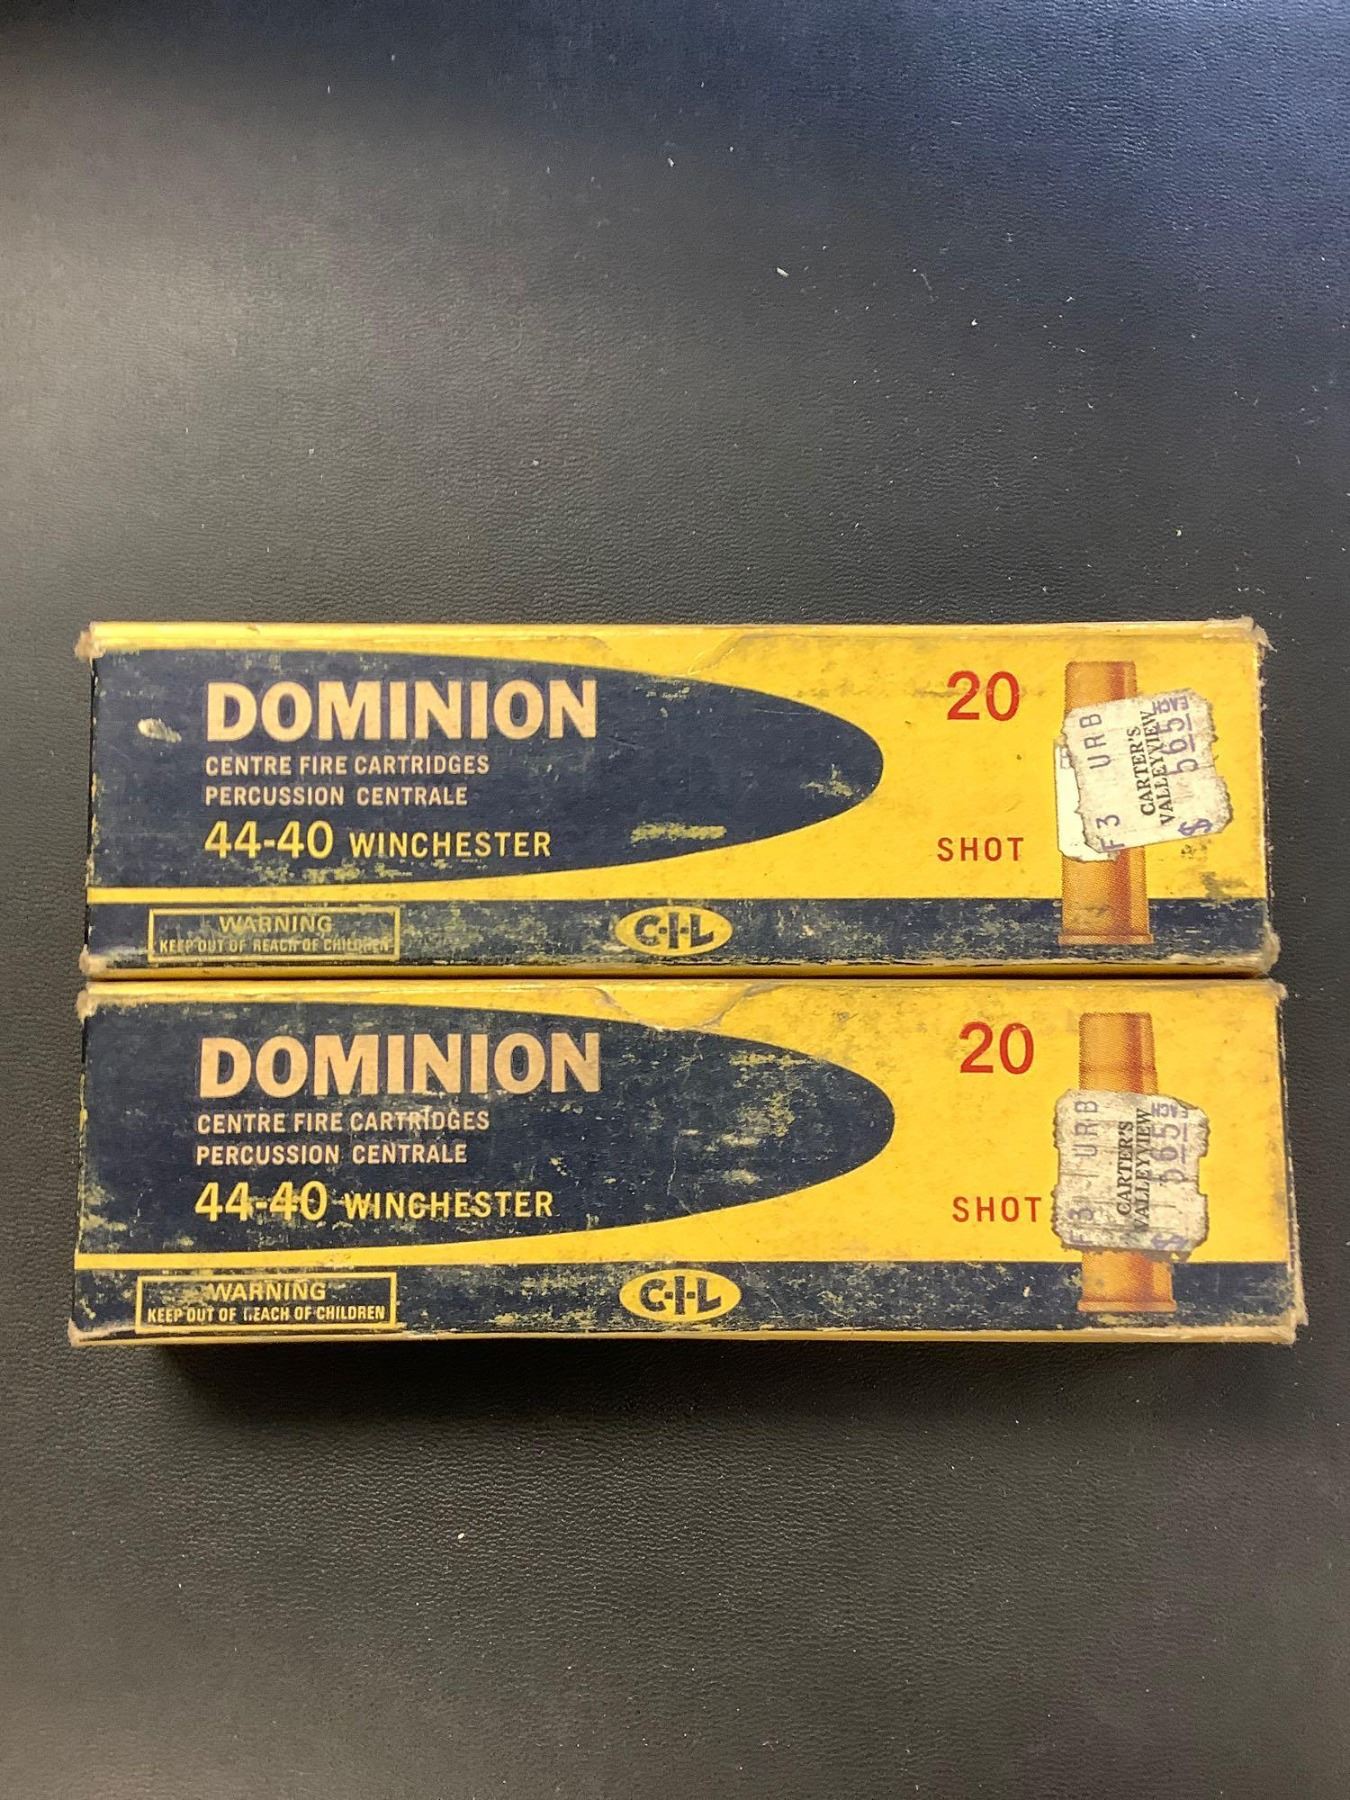 DOMINION
CENTRE FIRE CARTRIDGES
PERCUSSION CENTRALE
44-40 WINCHESTER
WARNING
KEEP OUT OF REACH OF CHILDREN
C-I-L
20
SHOT
F3 URB
CARTER'S
VALLEYVIEW
$ 565 EACH
DOMINION
CENTRE FIRE CARTRIDGES
PERCUSSION CENTRALE
44-40 WINCHESTER
WARNING
KEEP OUT OF REACH OF CHILDREN
C-I-L
20
SHOT
F3 URB
CARTER'S
VALLEYVIEW
$ 565 EACH